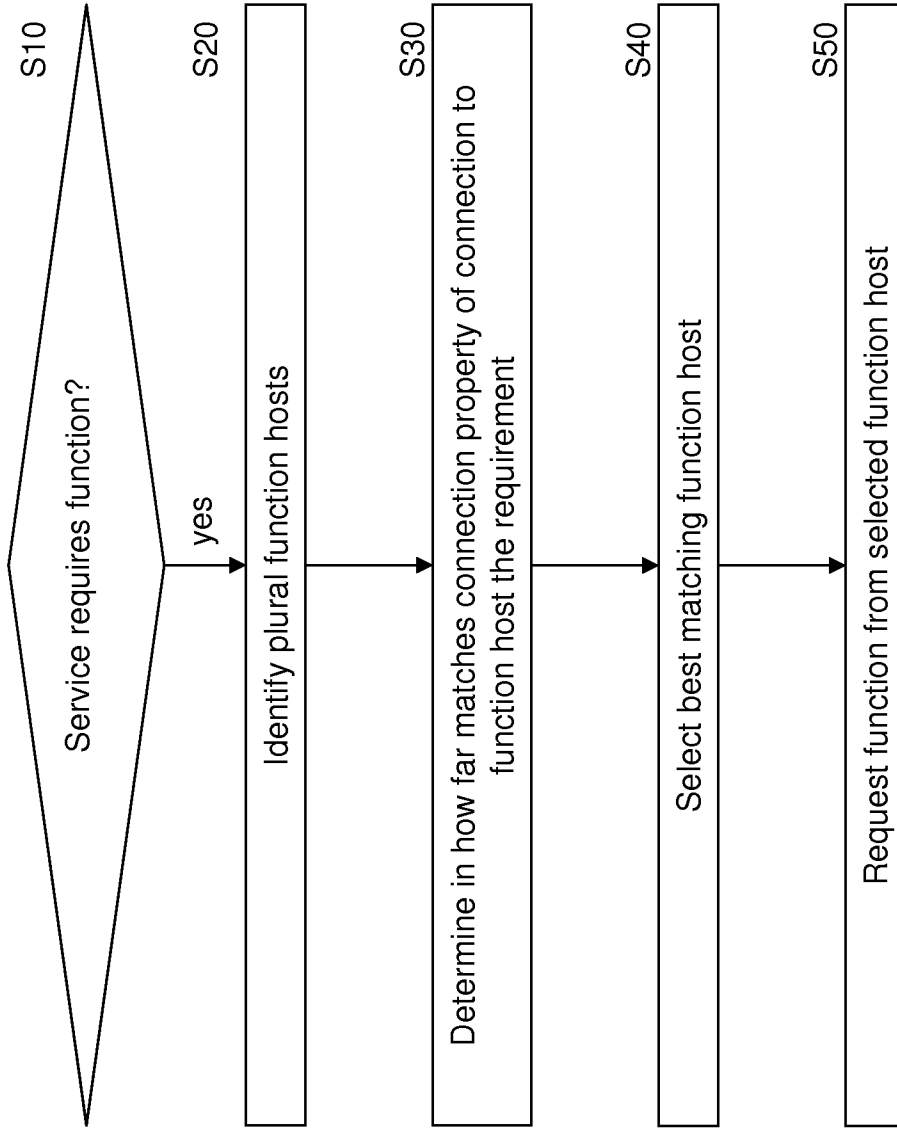 S10
Service requires function?
yes
S20
Identify plural function hosts
S30
Determine in how far matches connection property of connection to
function host the requirement
S40
Select best matching function host
S50
Request function from selected function host